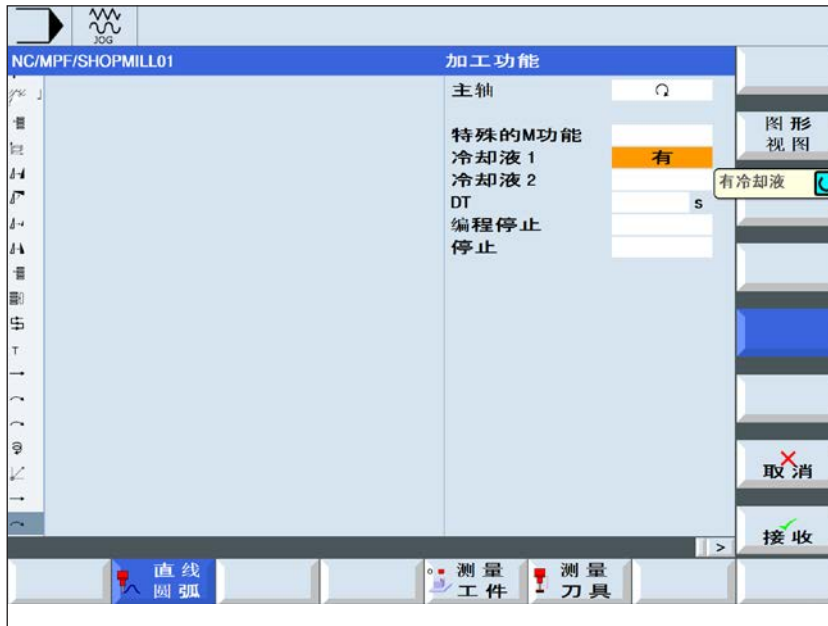 JOG
NC/MPF/SHOPMILL01
加工功能
主轴
特殊的M功能
冷却液 1 有
冷却液 2
DT s
编程停止
停止
图形
视图
有冷却液
取消
接收
T
>
直线
圆弧
测量
工件
测量
刀具